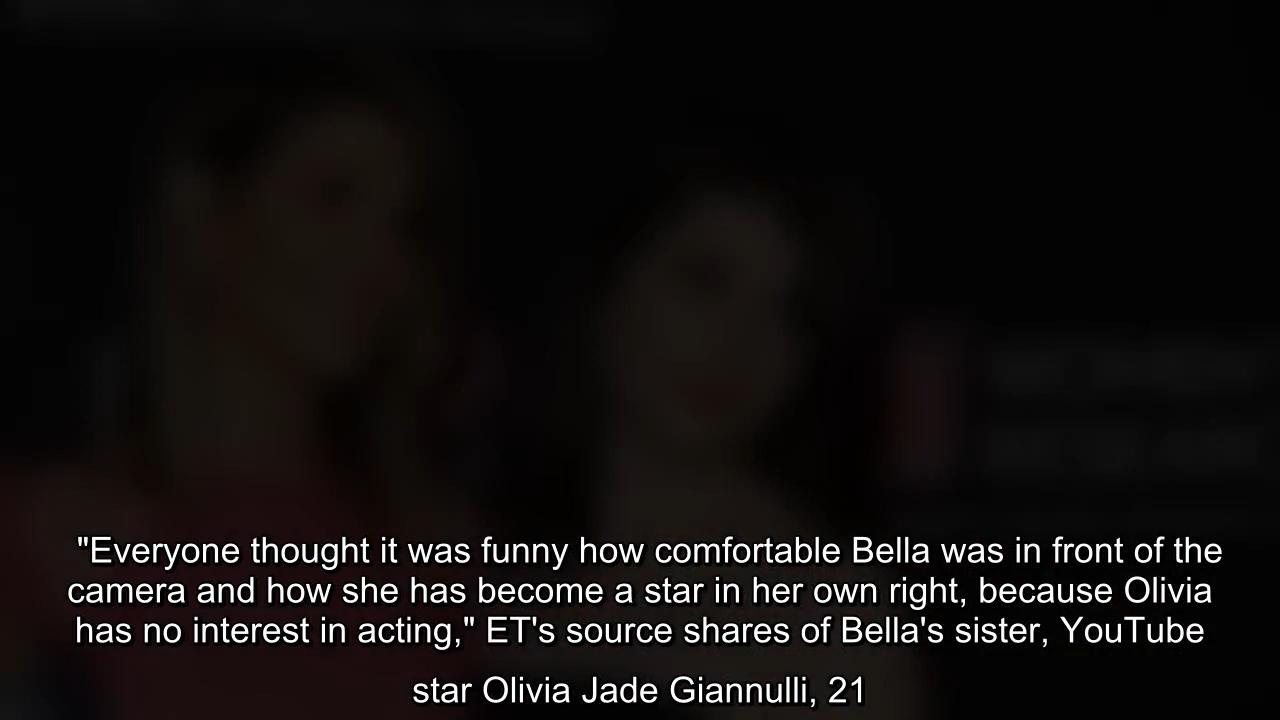 "Everyone thought it was funny how comfortable Bella was in front of the
camera and how she has become a star in her own right, because Olivia
has no interest in acting," ET's source shares of Bella's sister, YouTube
star Olivia Jade Giannulli, 21